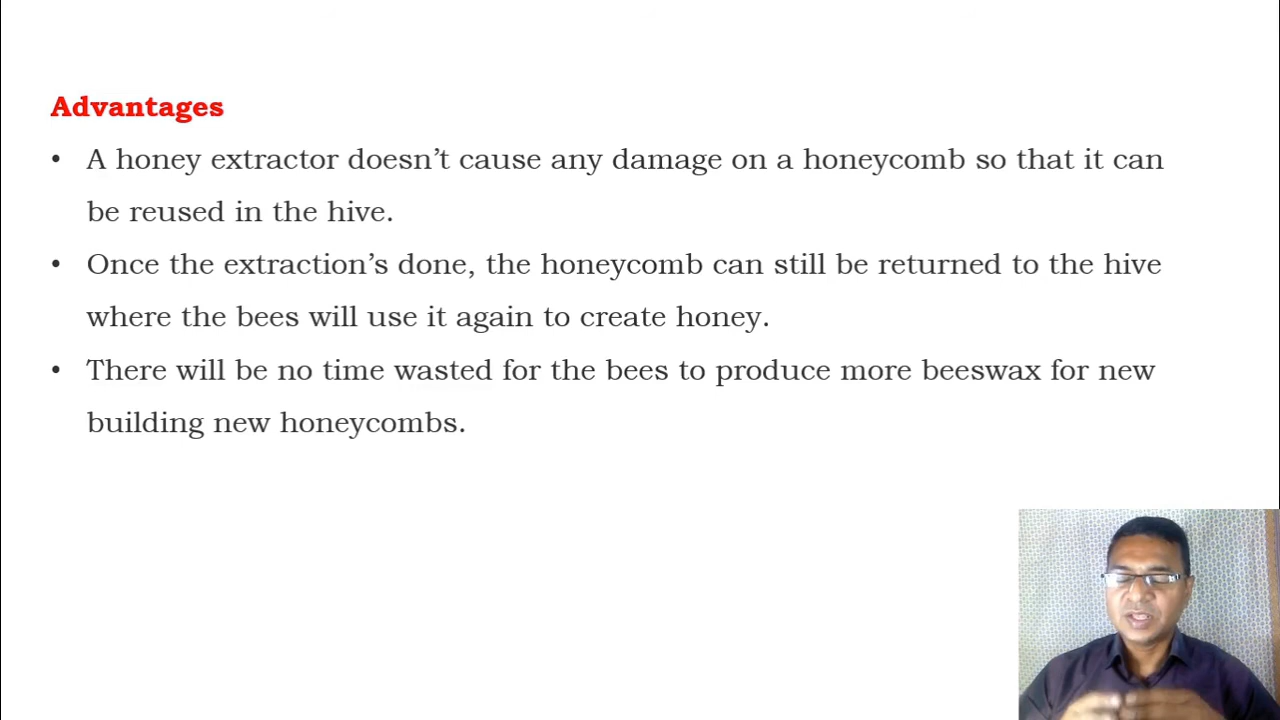 Advantages
• A honey extractor doesn’t cause any damage on a honeycomb so that it can
be reused in the hive.
• Once the extraction’s done, the honeycomb can still be returned to the hive
where the bees will use it again to create honey.
• There will be no time wasted for the bees to produce more beeswax for new
building new honeycombs.